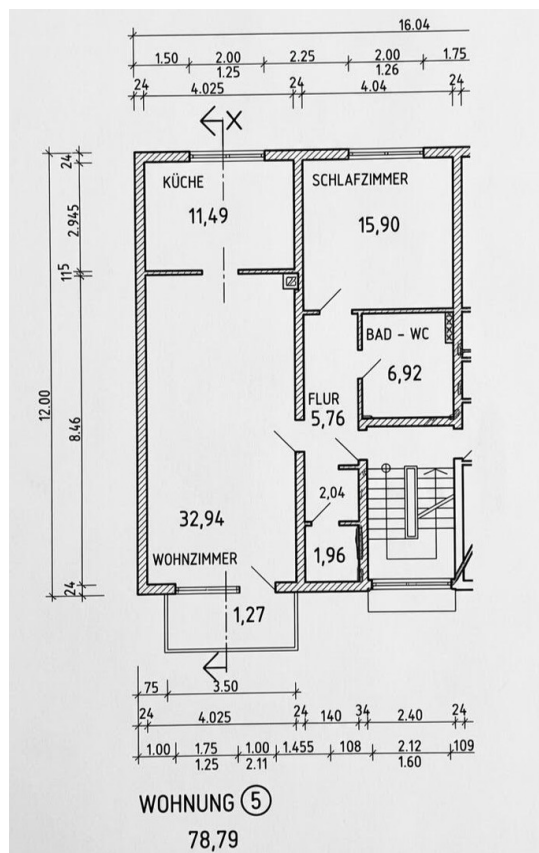 16.04
1.50 2.00 2.25 2.00 1.75
1.25 1.26
24 4.025 24 4.04 24
X
24
KÜCHE SCHLAFZIMMER
11,49 15,90
2.945
115
BAD - WC
6,92
12.00
FLUR
5,76
8.46
2,04
32,94
1,96
WOHNZIMMER
24
1,27
75 3.50
24 4.025 24 140 34 2.40 24
1.00 1.75 1.00 1.455 108 2.12 109
1.25 2.11 1.60
WOHNUNG 5
78,79